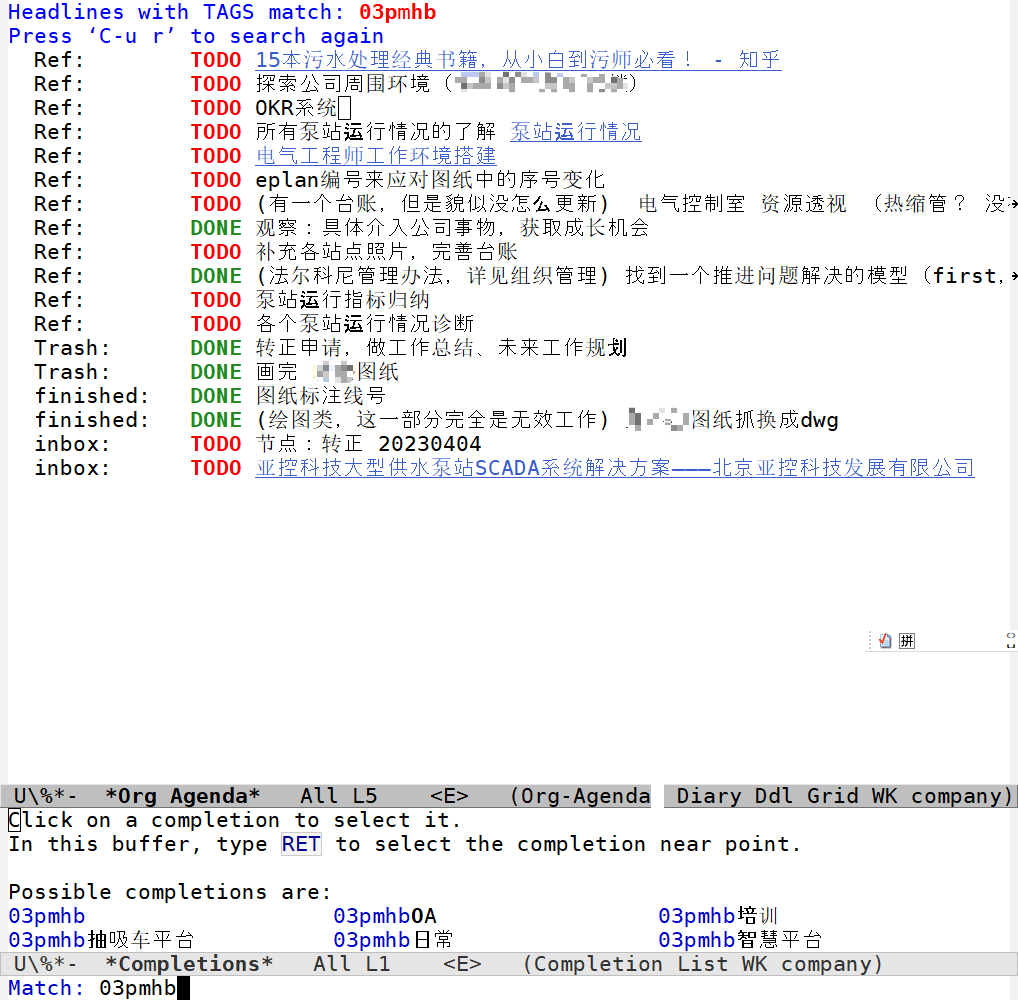 Headlines with TAGS match: 03pmhb
Press ‘C-u r’ to search again
Ref: TODO 15本污水处理经典书籍，从小白到污师必看！ - 知乎
Ref: TODO 探索公司周围环境（
Ref: TODO OKR系统
Ref: TODO 所有泵站运行情况的了解 泵站运行情况
Ref: TODO 电气工程师工作环境搭建
Ref: TODO eplan编号来应对图纸中的序号变化
Ref: TODO (有一个台账，但是貌似没怎么更新） 电气控制室 资源透视 （热缩管？ 没
Ref: DONE 观察：具体介入公司事物，获取成长机会
Ref: TODO 补充各站点照片，完善台账
Ref: DONE (法尔科尼管理办法，详见组织管理) 找到一个推进问题解决的模型（first，
Ref: TODO 泵站运行指标归纳
Ref: TODO 各个泵站运行情况诊断
Trash: DONE 转正申请，做工作总结、未来工作规划
Trash: DONE 画完 图纸
finished: DONE 图纸标注线号
finished: DONE (绘图类，这一部分完全是无效工作) 图纸抓换成dwg
inbox: TODO 节点：转正 20230404
inbox: TODO 亚控科技大型供水泵站SCADA系统解决方案———北京亚控科技发展有限公司
拼
U\%*- *Org Agenda* All L5 <E> (Org-Agenda Diary Ddl Grid WK company)
Click on a completion to select it.
In this buffer, type RET to select the completion near point.
Possible completions are:
03pmhb 03pmhbOA 03pmhb培训
03pmhb抽吸车平台 03pmhb日常 03pmhb智慧平台
U\%*- *Completions* All L1 <E> (Completion List WK company)
Match: 03pmhb